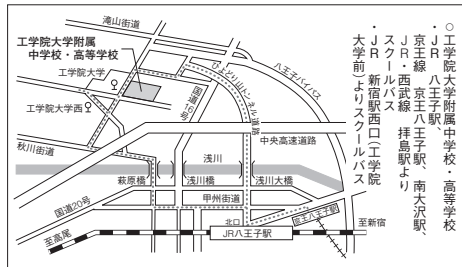 ○工学院大学附属中学校・高等学校
・JR 八王子駅、
京王線 京王八王子駅、南大沢駅、
JR・西武線 拝島駅より
スクールバス
・JR 新宿駅西口(工学院
大学前)よりスクールバス
滝山街道
工学院大学附属
中学校・高等学校
工学院大学
工学院大学西
ひよどり山トンネル道路
八王子バイパス
国道16号
中央高速道路
秋川街道
浅川
萩原橋
浅川橋
浅川大橋
甲州街道
国道20号
北口
京王八王子駅
至高尾
JR八王子駅
至新宿